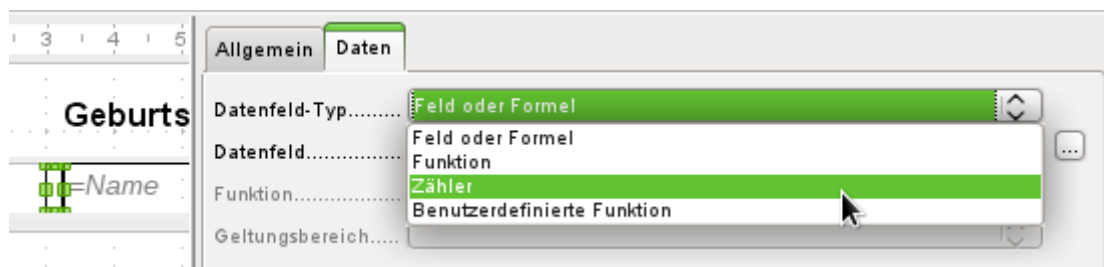 3 4 5
Allgemein Daten
Geburts
Datenfeld-Typ......... Feld oder Formel
Feld oder Formel
Datenfeld................ ...
Funktion
=Name
Zähler
Funktion..................
Benutzerdefinierte Funktion
Geltungsbereich.....